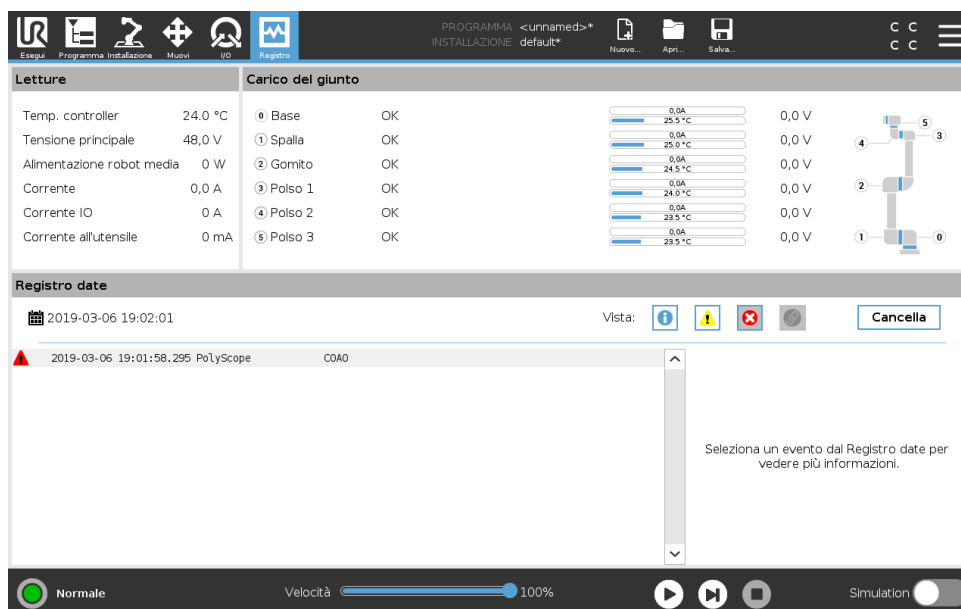 PROGRAMMA <unnamed>*
INSTALLAZIONE default*
C C
C C
Esegui Programma Installazione Muovi I/O Registro Nuovo... Apri... Salva...
Letture Carico del giunto
Temp. controller 24.0 °C 0 Base OK 0,0A 25.5 °C 0,0 V
Tensione principale 48,0 V 1 Spalla OK 0,0A 25.0 °C 0,0 V
Alimentazione robot media 0 W 2 Gomito OK 0,0A 24.5 °C 0,0 V
Corrente 0,0 A 3 Polso 1 OK 0,0A 24.0 °C 0,0 V
Corrente IO 0 A 4 Polso 2 OK 0,0A 23.5 °C 0,0 V
Corrente all'utensile 0 mA 5 Polso 3 OK 0,0A 23.5 °C 0,0 V
5
4 3
2
1 0
Registro date
2019-03-06 19:02:01 Vista: Cancella
2019-03-06 19:01:58.295 PolyScope C0A0
Seleziona un evento dal Registro date per
vedere più informazioni.
Normale Velocità 100% Simulation